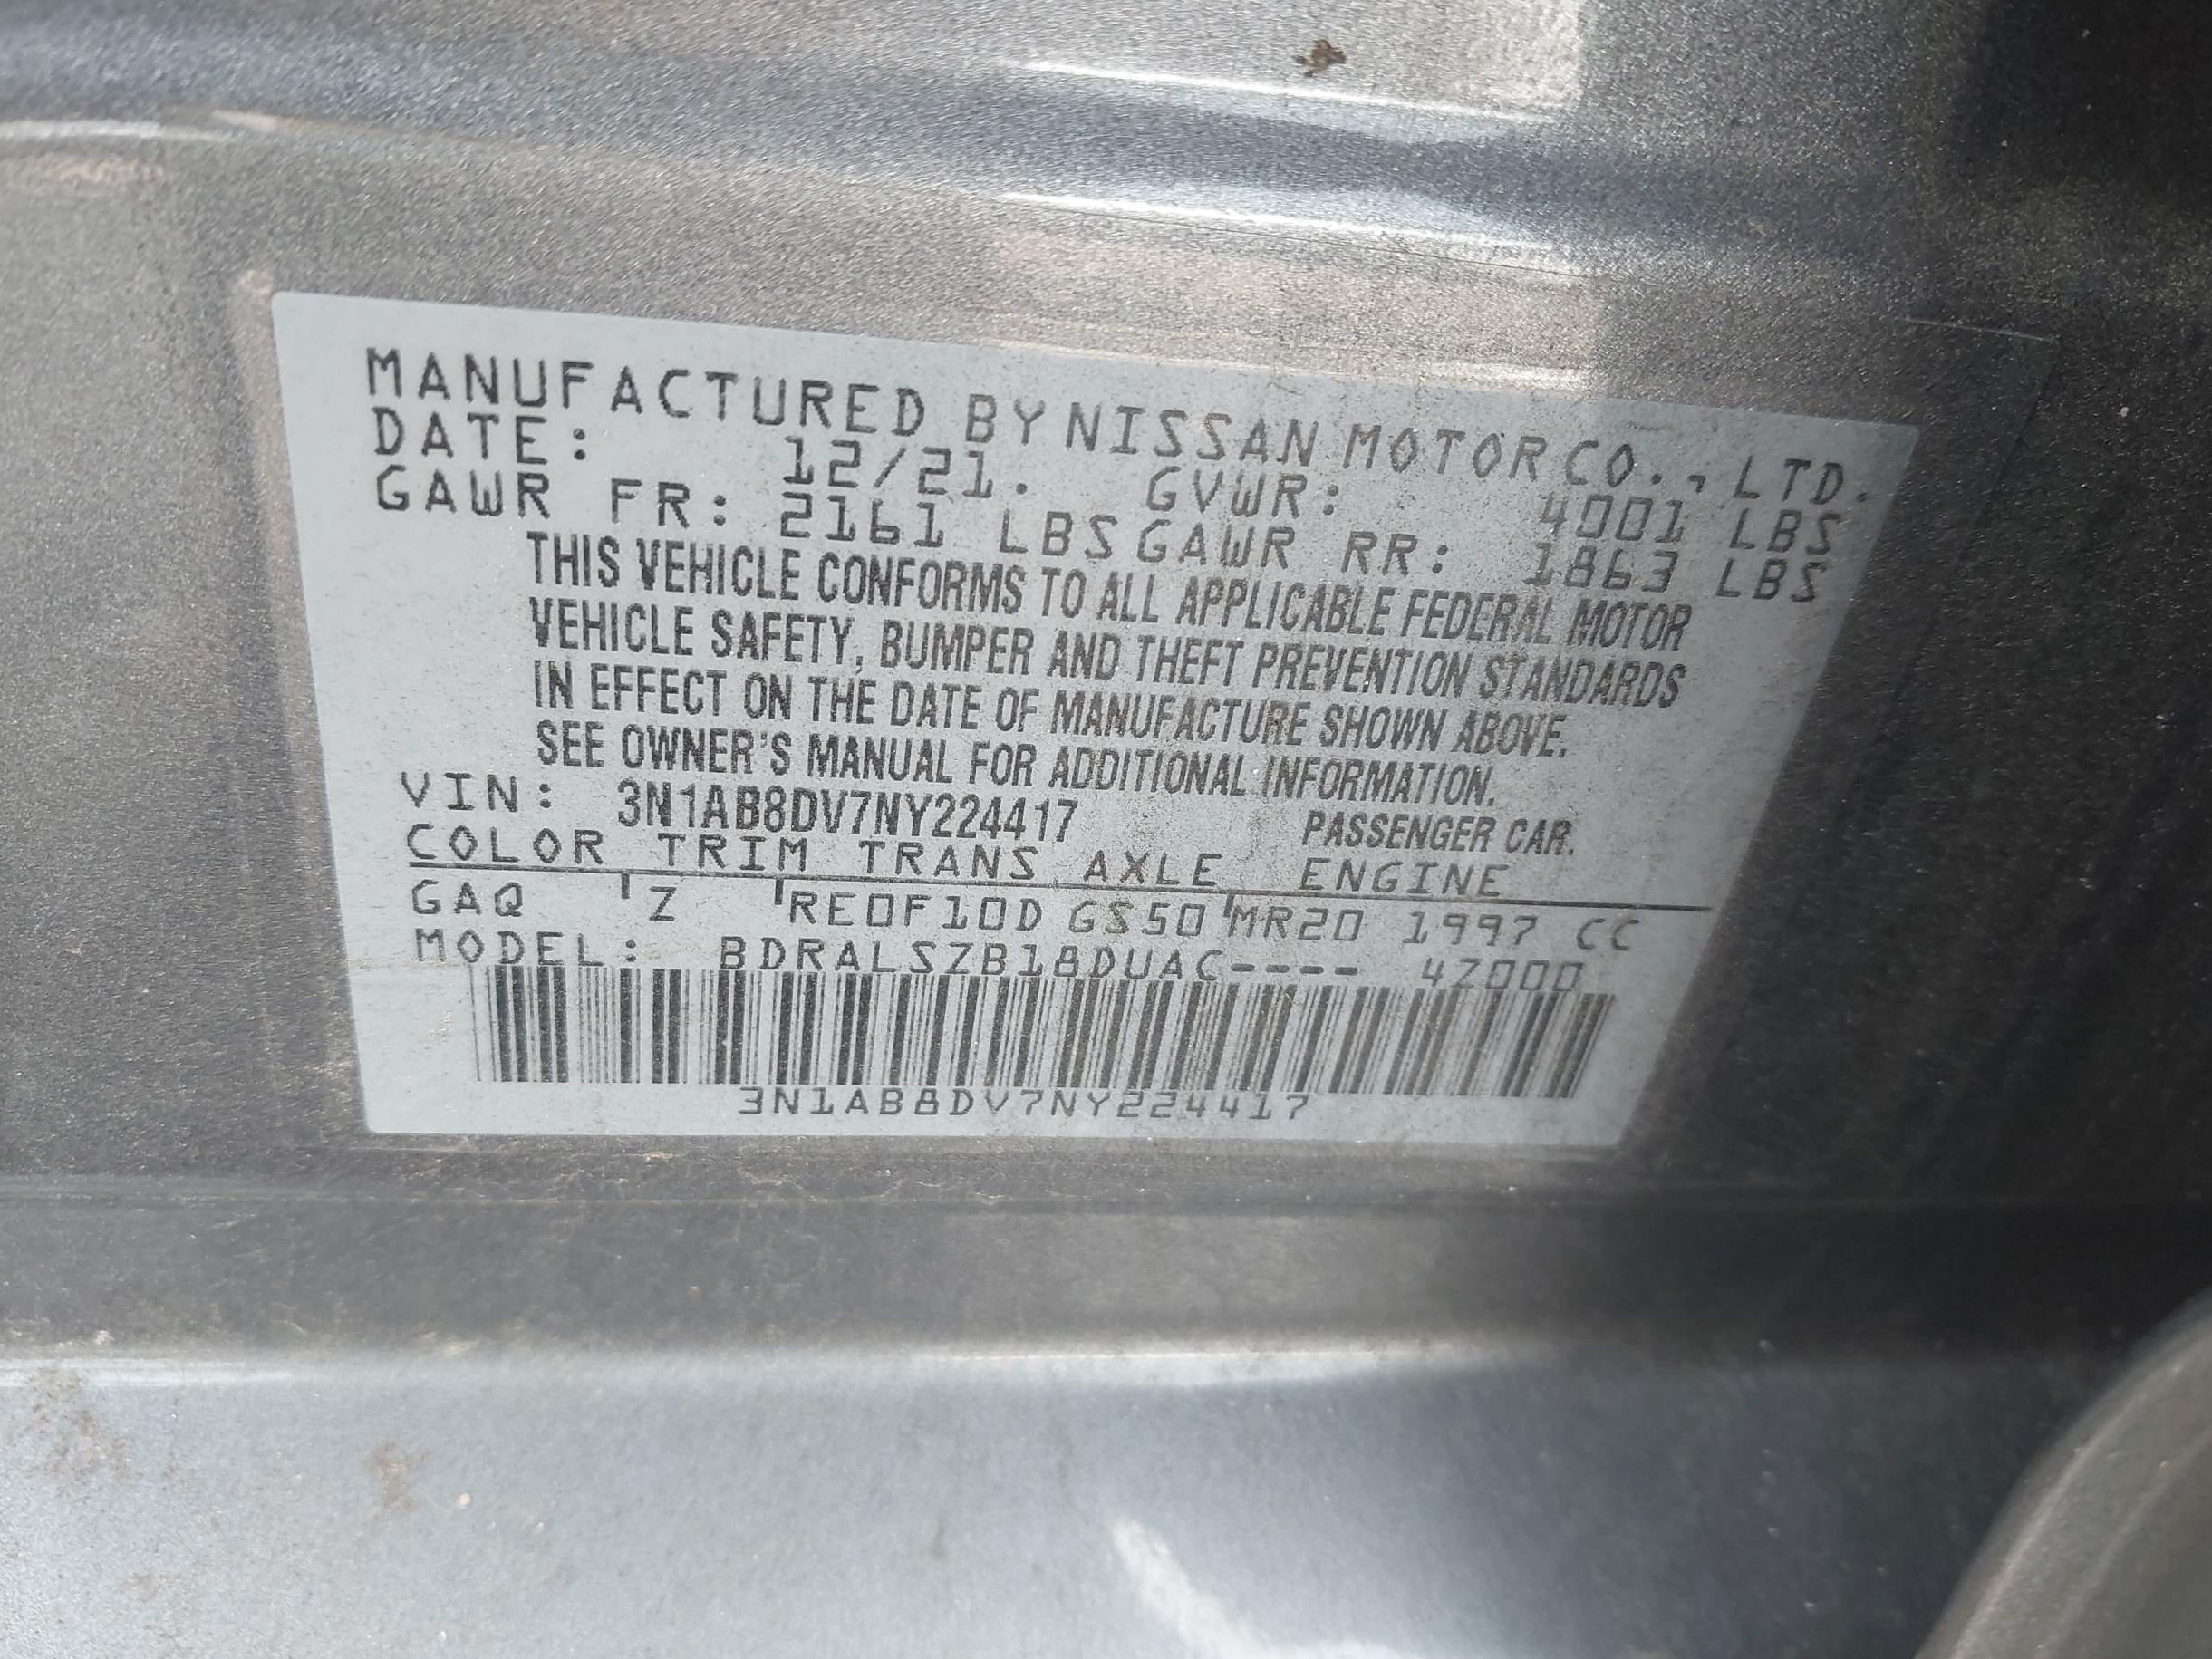 MANUFACTURED BY NISSAN MOTOR CO., LTD.
DATE: 12/21. GVWR: 4001 LBS
GAWR FR: 2161 LBS GAWR RR: 1863 LBS
THIS VEHICLE CONFORMS TO ALL APPLICABLE FEDERAL MOTOR
VEHICLE SAFETY, BUMPER AND THEFT PREVENTION STANDARDS
IN EFFECT ON THE DATE OF MANUFACTURE SHOWN ABOVE.
SEE OWNER'S MANUAL FOR ADDITIONAL INFORMATION.
VIN: 3N1AB8DV7NY224417 PASSENGER CAR.
COLOR TRIM TRANS AXLE ENGINE
GAQ Z RE0F10D GS50 MR20 1997 CC
MODEL: BDRALSZB18DUAC---- 4Z000
3N1AB8DV7NY224417